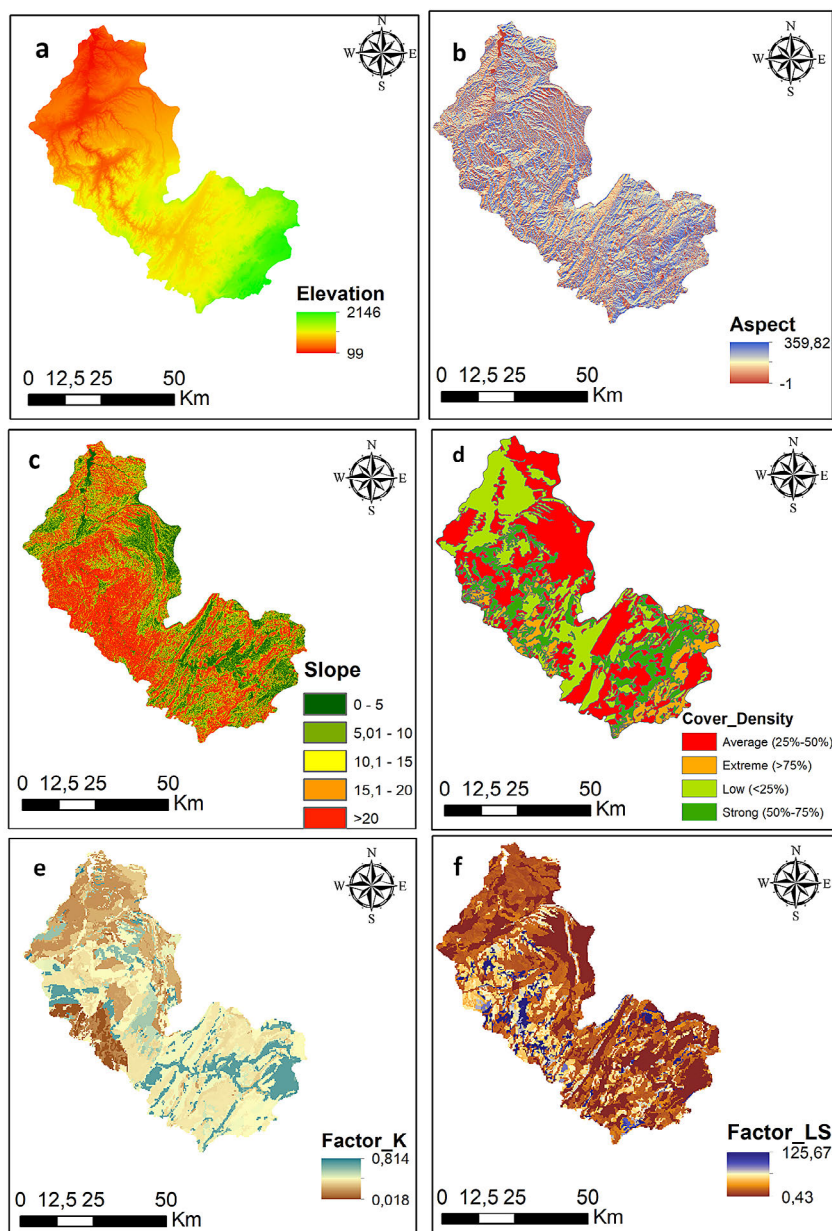 a
N
W E
S
Elevation
2146
99
0 12,5 25 50
Km
b
N
W E
S
Aspect
359,82
-1
0 12,5 25 50
Km
c
N
W E
S
Slope
0 - 5
5,01 - 10
10,1 - 15
15,1 - 20
>20
0 12,5 25 50
Km
d
N
W E
S
Cover_Density
Average (25%-50%)
Extreme (>75%)
Low (<25%)
Strong (50%-75%)
0 12,5 25 50
Km
e
N
W E
S
Factor_K
0,814
0,018
0 12,5 25 50
Km
f
N
W E
S
Factor_LS
125,67
0,43
0 12,5 25 50
Km